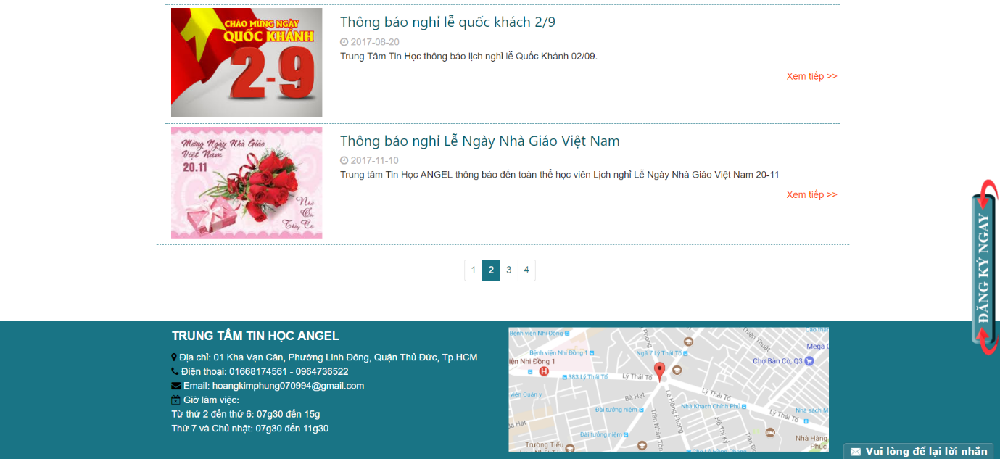 CHÀO MỪNG NGÀY
QUỐC KHÁNH
2-9
Thông báo nghỉ lễ quốc khách 2/9
2017-08-20
Trung Tâm Tin Học thông báo lịch nghỉ lễ Quốc Khánh 02/09.
Xem tiếp >>
Mừng Ngày Nhà Giáo
Việt Nam
20.11
Nhớ
Ơn
Thầy Cô
Thông báo nghỉ Lễ Ngày Nhà Giáo Việt Nam
2017-11-10
Trung tâm Tin Học ANGEL thông báo đến toàn thể học viên Lịch nghỉ Lễ Ngày Nhà Giáo Việt Nam 20-11
Xem tiếp >>
1 2 3 4
ĐĂNG KÝ NGAY
TRUNG TÂM TIN HỌC ANGEL
Địa chỉ: 01 Kha Vạn Cân, Phường Linh Đông, Quận Thủ Đức, Tp.HCM
Điện thoại: 01668174561 - 0964736522
Email: hoangkimphung070994@gmail.com
Giờ làm việc:
Từ thứ 2 đến thứ 6: 07g30 đến 15g
Thứ 7 và Chủ nhật: 07g30 đến 11g30
Bệnh viện Nhi Đồng
Thiên Thuật
Cao thắn
Mega
Bệnh viện Nhi Đồng 1
Ngã 7 Lý Thái Tổ
iện Nhi Đồng 1
Chợ Bàn Cờ, Q3
H
383 Lý Thái Tổ
Lý Thái Tổ
viện Quân y
Bà Hạt
Lý Thái Tổ
Lê Hồng Phong
Nhà Khách Chính Phủ
Đài tưởng niệm
Lý Thái Tổ
Nhà sách M
Bà Hạt
Trần Nhân Tôn
Hồ Thị Kỷ
Đài tưởng niệm
Nhà Hàng
Phúc
Trường Tiểu
Vui lòng để lại lời nhắn